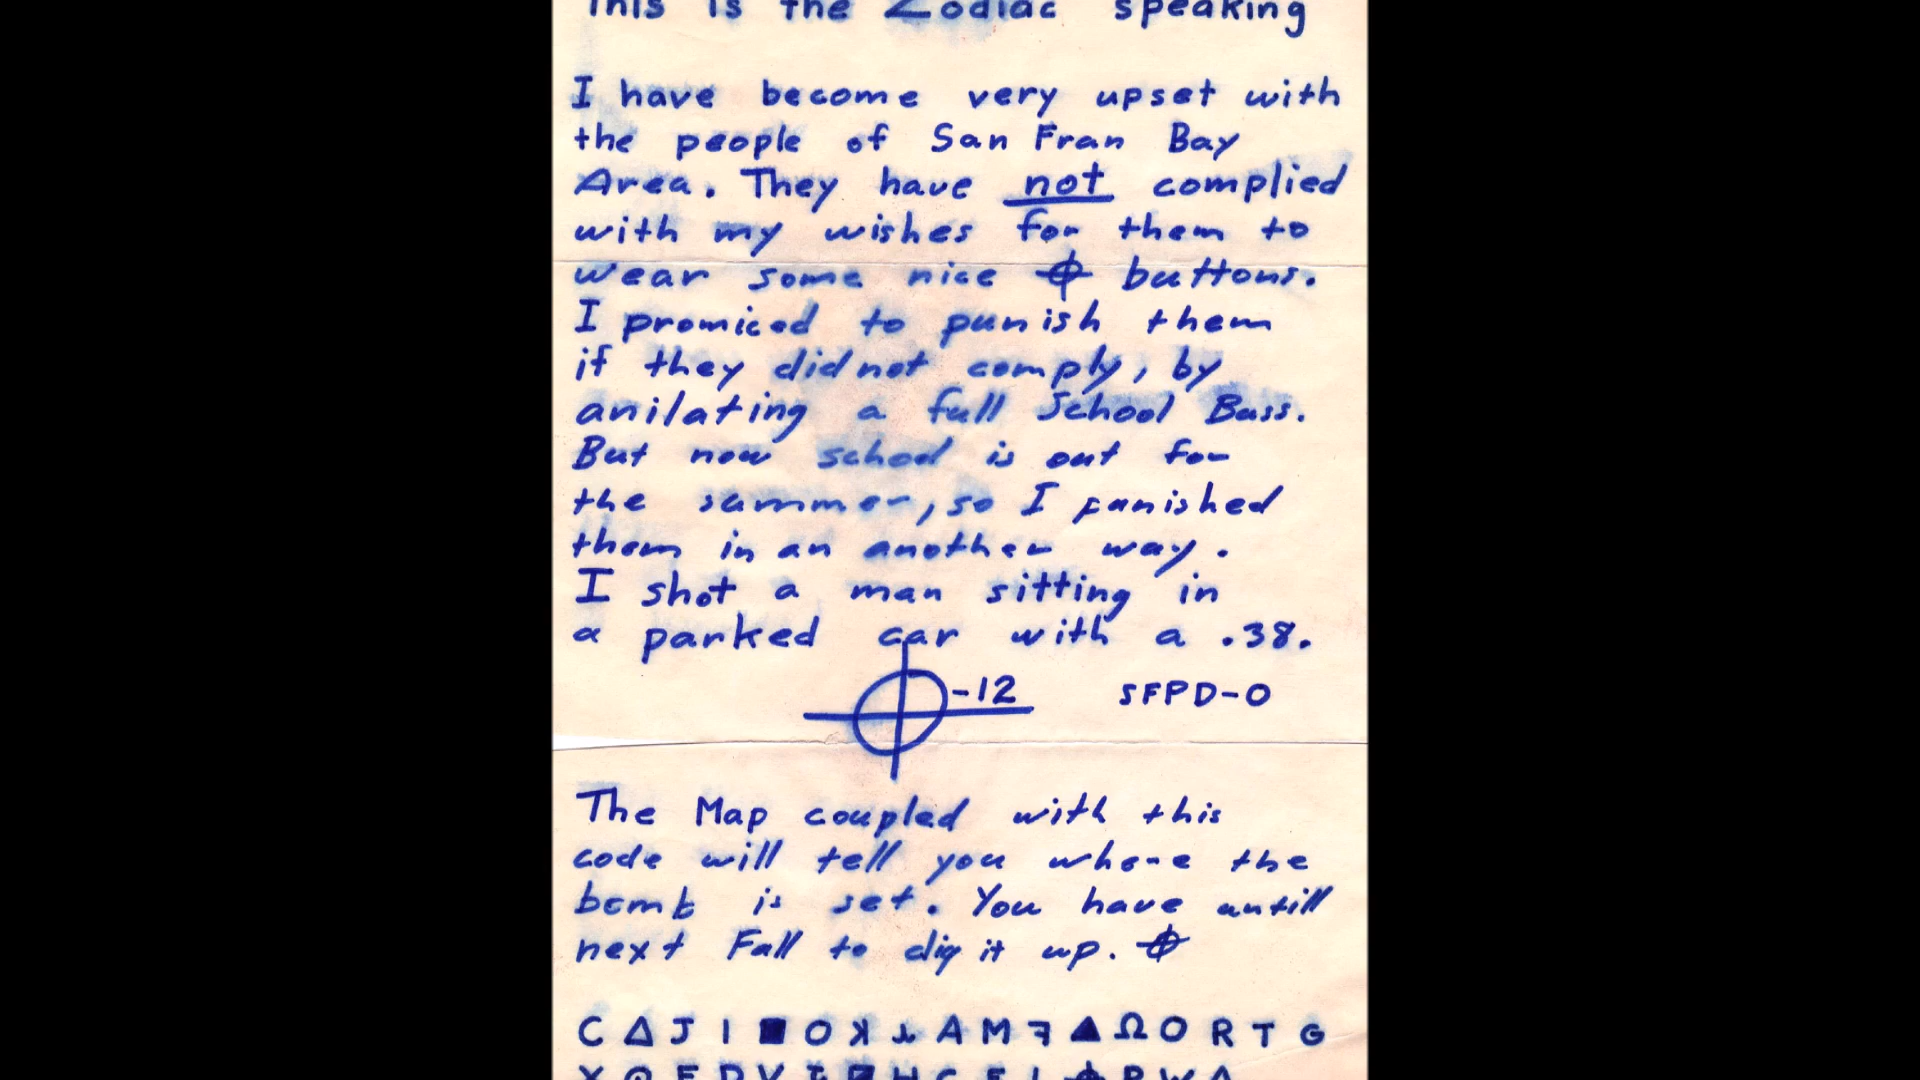 This is the Zodiac speaking
I have become very upset with
the people of San Fran Bay
Area. They have not complied
with my wishes for them to
wear some nice ⌖ buttons.
I promiced to punish them
if they did not comply, by
anilating a full School Buss.
But now school is out for
the summer, so I punished
them in an another way.
I shot a man sitting in
a parked car with a .38.
⌖-12 SFPD-0
The Map coupled with this
code will tell you where the
bomb is set. You have untill
next Fall to dig it up. ⌖
C Δ J I ■ O ꓘ A M ▲ Ω O R T G